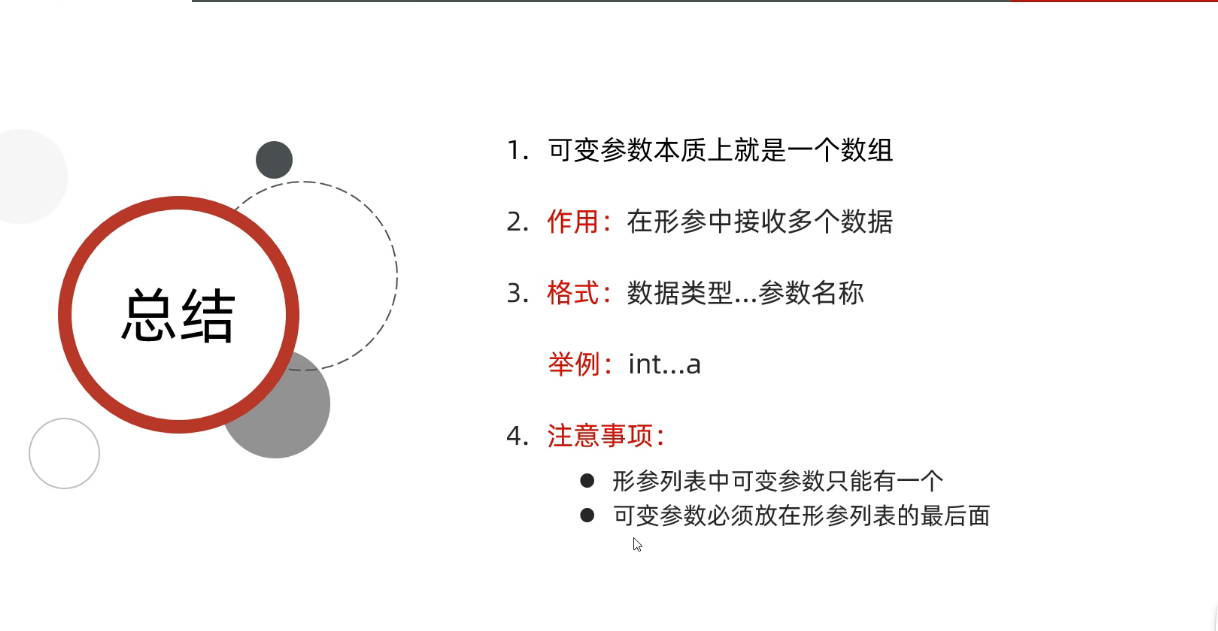 总结
1. 可变参数本质上就是一个数组
2. 作用：在形参中接收多个数据
3. 格式：数据类型...参数名称
举例：int...a
4. 注意事项：
● 形参列表中可变参数只能有一个
● 可变参数必须放在形参列表的最后面